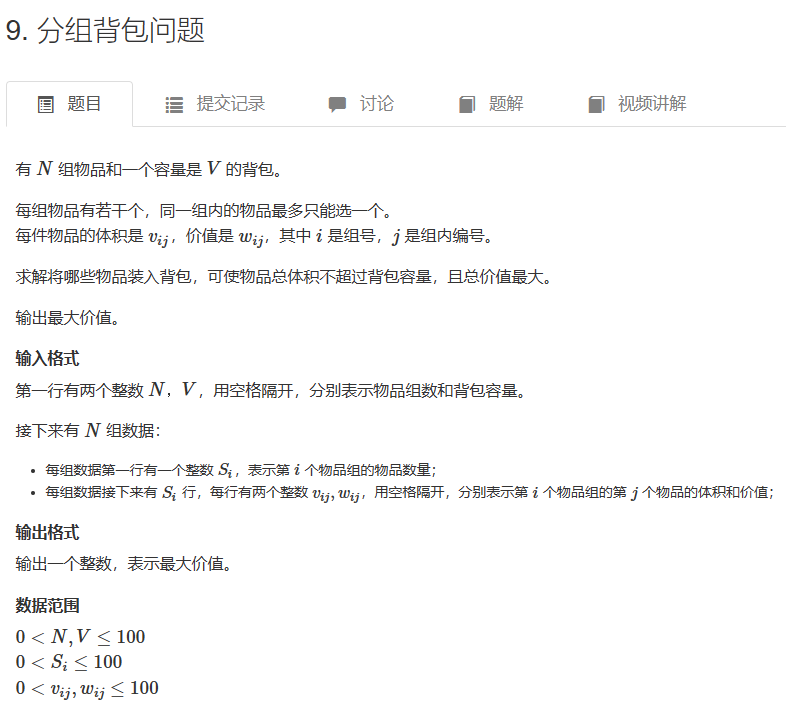 9. 分组背包问题
题目 提交记录 讨论 题解 视频讲解
有 N 组物品和一个容量是 V 的背包。
每组物品有若干个，同一组内的物品最多只能选一个。
每件物品的体积是 v_{ij}，价值是 w_{ij}，其中 i 是组号，j 是组内编号。
求解将哪些物品装入背包，可使物品总体积不超过背包容量，且总价值最大。
输出最大价值。
输入格式
第一行有两个整数 N，V，用空格隔开，分别表示物品组数和背包容量。
接下来有 N 组数据：
• 每组数据第一行有一个整数 S_i，表示第 i 个物品组的物品数量；
• 每组数据接下来有 S_i 行，每行有两个整数 v_{ij}, w_{ij}，用空格隔开，分别表示第 i 个物品组的第 j 个物品的体积和价值；
输出格式
输出一个整数，表示最大价值。
数据范围
0 < N, V ≤ 100
0 < S_i ≤ 100
0 < v_{ij}, w_{ij} ≤ 100